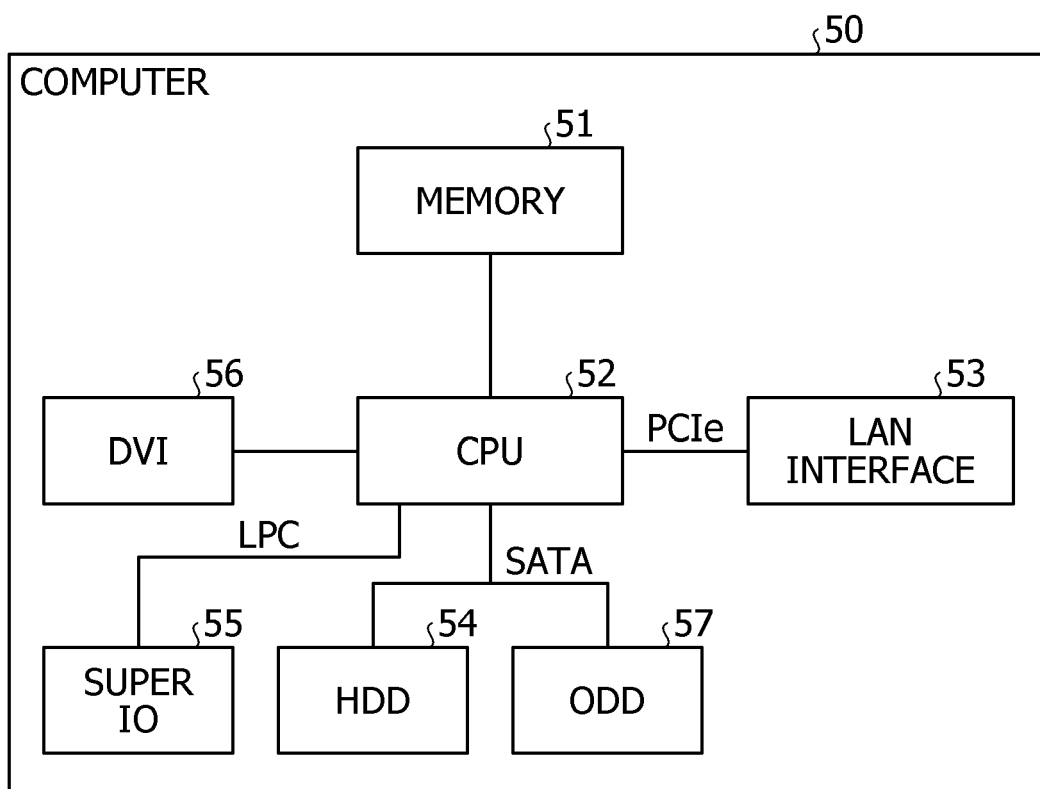 50
COMPUTER
51
MEMORY
56
52
53
DVI
CPU
PCIe
LAN
INTERFACE
LPC
SATA
55
54
57
SUPER
IO
HDD
ODD